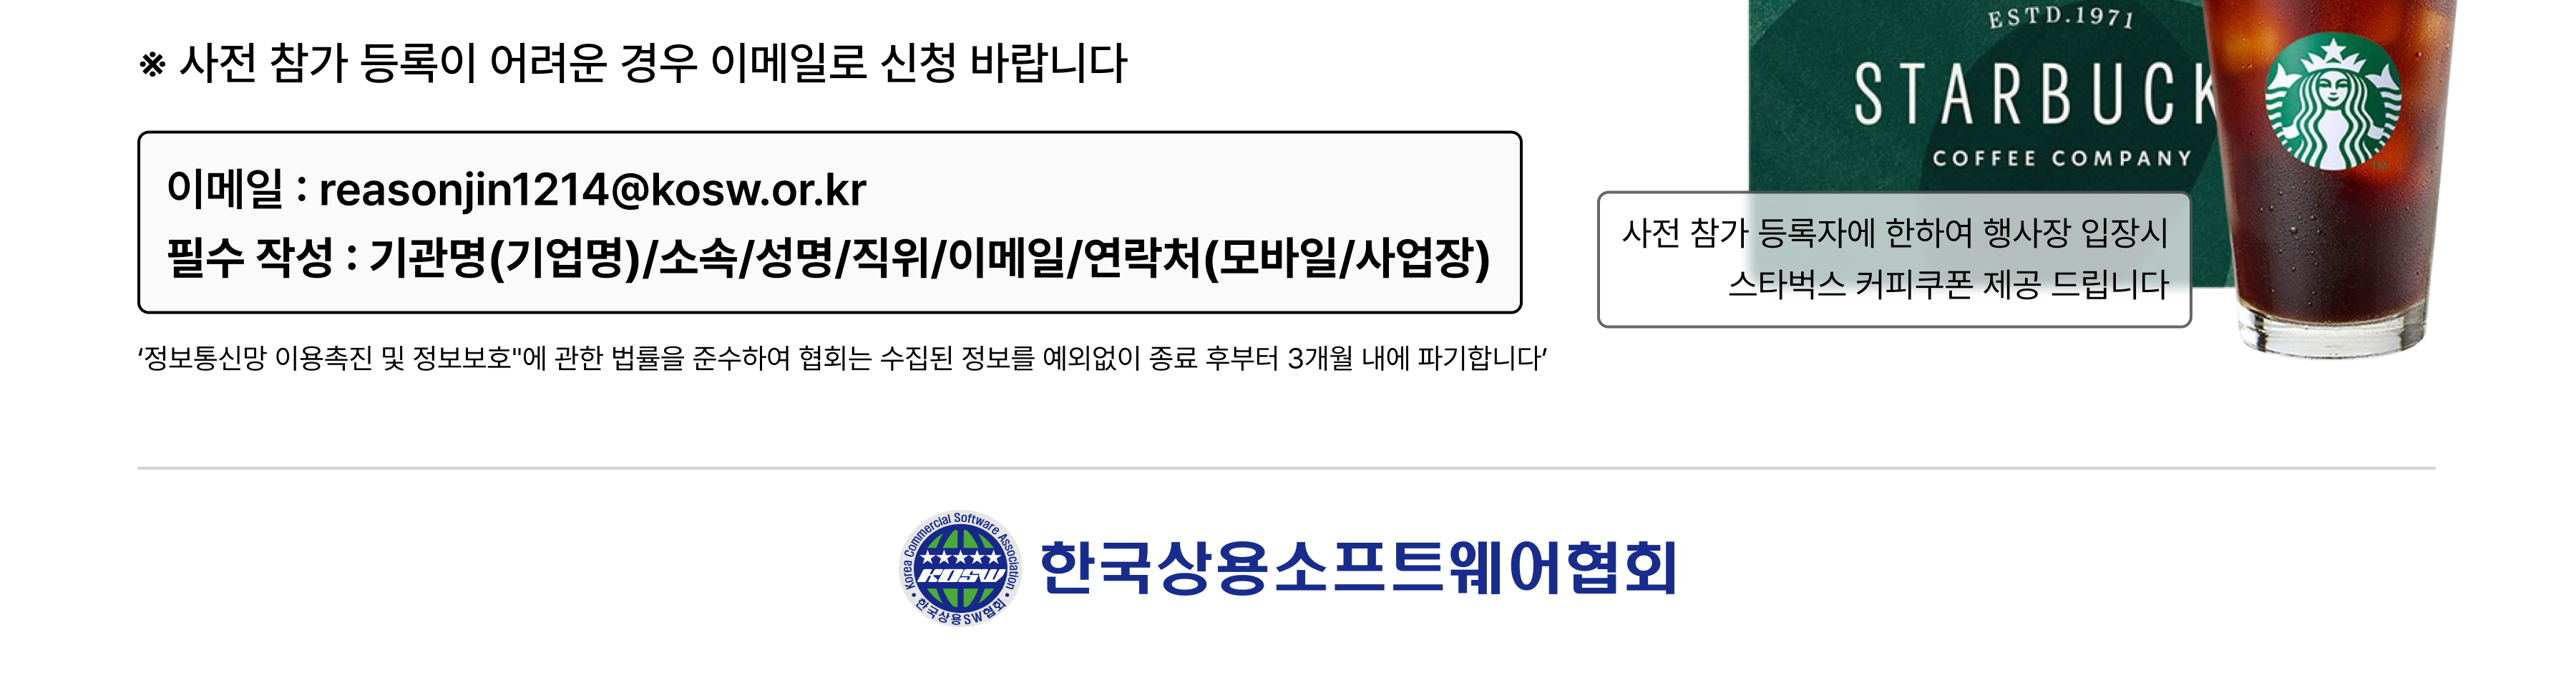 ※ 사전 참가 등록이 어려운 경우 이메일로 신청 바랍니다
이메일 : reasonjin1214@kosw.or.kr
필수 작성 : 기관명(기업명)/소속/성명/직위/이메일/연락처(모바일/사업장)
'정보통신망 이용촉진 및 정보보호"에 관한 법률을 준수하여 협회는 수집된 정보를 예외없이 종료 후부터 3개월 내에 파기합니다'
ESTD.1971
STARBUCK
COFFEE COMPANY
사전 참가 등록자에 한하여 행사장 입장시
스타벅스 커피쿠폰 제공 드립니다
Korea Commercial Software Association
KOSW
한국상용SW협회
한국상용소프트웨어협회